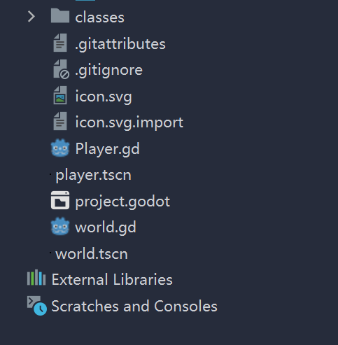 classes
.gitattributes
.gitignore
icon.svg
icon.svg.import
Player.gd
player.tscn
project.godot
world.gd
world.tscn
External Libraries
Scratches and Consoles